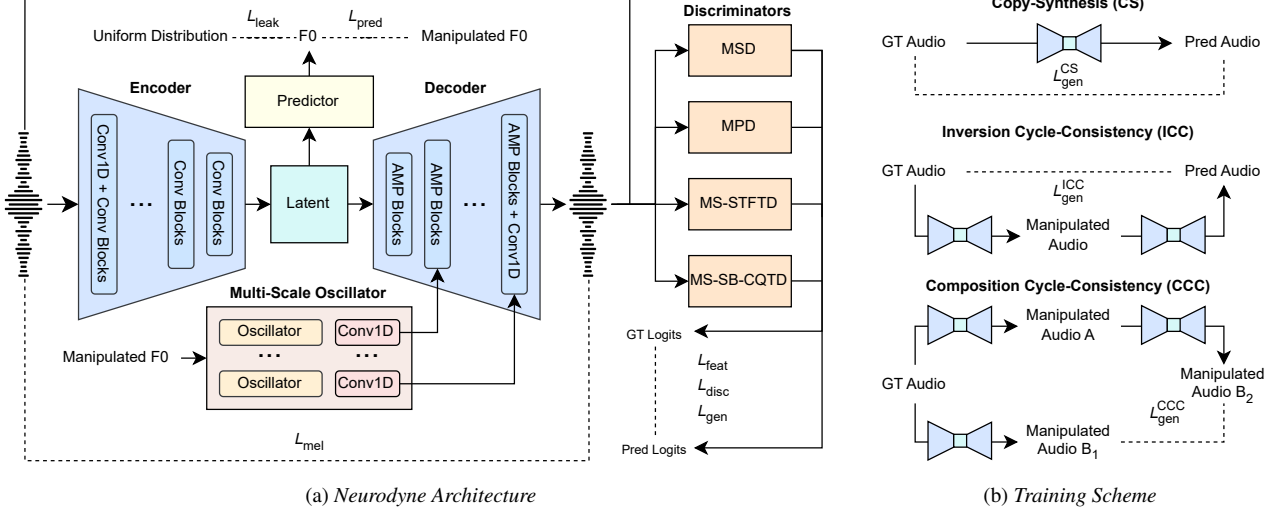 Discriminators
L_leak
L_pred
Uniform Distribution
F0
Manipulated F0
Encoder
Predictor
Decoder
Conv1D + Conv Blocks
...
Conv Blocks
Conv Blocks
Latent
AMP Blocks
AMP Blocks
...
AMP Blocks + Conv1D
MSD
MPD
MS-STFTD
MS-SB-CQTD
Multi-Scale Oscillator
Manipulated F0
Oscillator
Conv1D
...
...
Oscillator
Conv1D
GT Logits
L_feat
L_disc
L_gen
Pred Logits
L_mel
(a) Neurodyne Architecture
Copy-Synthesis (CS)
GT Audio
Pred Audio
L_gen^CS
Inversion Cycle-Consistency (ICC)
GT Audio
Pred Audio
L_gen^ICC
Manipulated
Audio
Composition Cycle-Consistency (CCC)
Manipulated
Audio A
GT Audio
Manipulated
Audio B_2
L_gen^CCC
Manipulated
Audio B_1
(b) Training Scheme